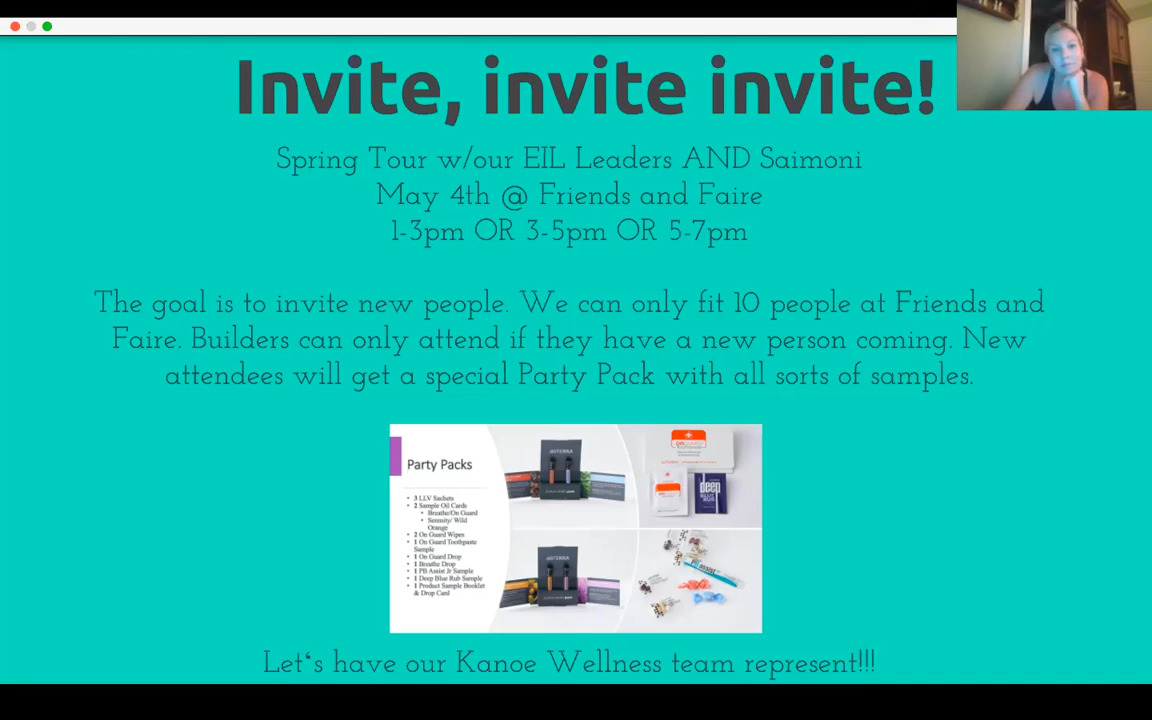 Invite, invite invite!
Spring Tour w/our EIL Leaders AND Saimoni
May 4th @ Friends and Faire
1-3pm OR 3-5pm OR 5-7pm
The goal is to invite new people. We can only fit 10 people at Friends and
Faire. Builders can only attend if they have a new person coming. New
attendees will get a special Party Pack with all sorts of samples.
Party Packs
• 3 LLV Sachets
• 2 Sample Oil Cards
• Breathe/On Guard
• Serenity/ Wild
Orange
• 2 On Guard Wipes
• 1 On Guard Toothpaste
Sample
• 1 On Guard Drop
• 1 Breathe Drop
• 1 PB Assist Jr Sample
• 1 Deep Blue Rub Sample
• 1 Product Sample Booklet
& Drop Card
dōTERRA
deep
BLUE RUB
dōTERRA
Let‘s have our Kanoe Wellness team represent!!!